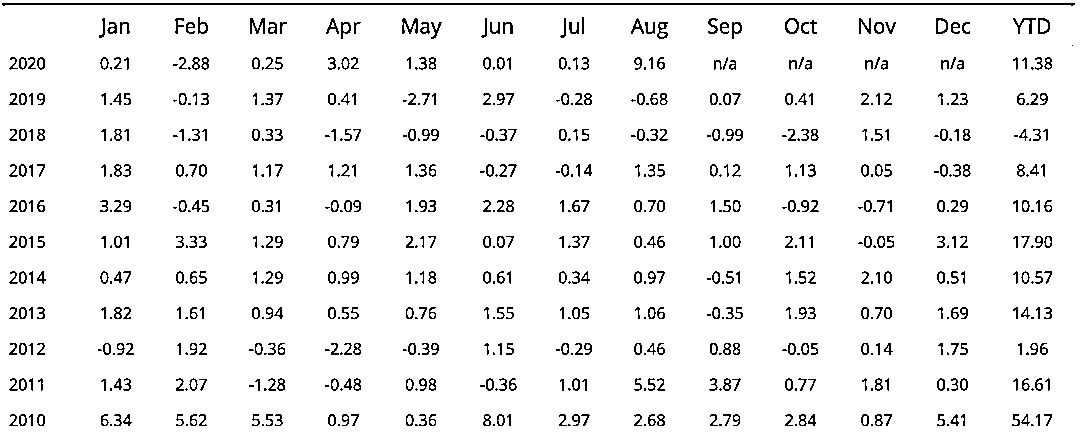 Jan Feb Mar Apr May Jun Jul Aug Sep Oct Nov Dec YTD
2020 0.21 -2.88 0.25 3.02 1.38 0.01 0.13 9.16 n/a n/a n/a n/a 11.38
2019 1.45 -0.13 1.37 0.41 -2.71 2.97 -0.28 -0.68 0.07 0.41 2.12 1.23 6.29
2018 1.81 -1.31 0.33 -1.57 -0.99 -0.37 0.15 -0.32 -0.99 -2.38 1.51 -0.18 -4.31
2017 1.83 0.70 1.17 1.21 1.36 -0.27 -0.14 1.35 0.12 1.13 0.05 -0.38 8.41
2016 3.29 -0.45 0.31 -0.09 1.93 2.28 1.67 0.70 1.50 -0.92 -0.71 0.29 10.16
2015 1.01 3.33 1.29 0.79 2.17 0.07 1.37 0.46 1.00 2.11 -0.05 3.12 17.90
2014 0.47 0.65 1.29 0.99 1.18 0.61 0.34 0.97 -0.51 1.52 2.10 0.51 10.57
2013 1.82 1.61 0.94 0.55 0.76 1.55 1.05 1.06 -0.35 1.93 0.70 1.69 14.13
2012 -0.92 1.92 -0.36 -2.28 -0.39 1.15 -0.29 0.46 0.88 -0.05 0.14 1.75 1.96
2011 1.43 2.07 -1.28 -0.48 0.98 -0.36 1.01 5.52 3.87 0.77 1.81 0.30 16.61
2010 6.34 5.62 5.53 0.97 0.36 8.01 2.97 2.68 2.79 2.84 0.87 5.41 54.17